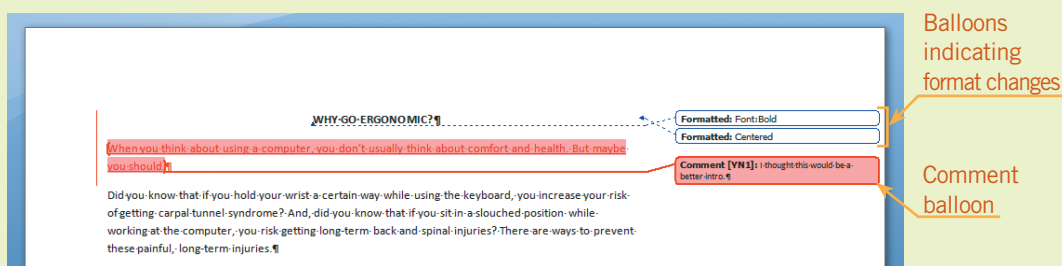 Balloons
indicating
format changes
WHY·GO·ERGONOMIC?¶
Formatted: Font:Bold
Formatted: Centered
When·you·think·about·using·a·computer,·you·don't·usually·think·about·comfort·and·health.·But·maybe·
you·should.¶
Comment [YN1]: I·thought·this·would·be·a·
better·intro.¶
Comment
balloon
Did·you·know·that·if·you·hold·your·wrist·a·certain·way·while·using·the·keyboard,·you·increase·your·risk·
of·getting·carpal·tunnel·syndrome?·And,·did·you·know·that·if·you·sit·in·a·slouched·position·while·
working·at·the·computer,·you·risk·getting·long-term·back·and·spinal·injuries?·There·are·ways·to·prevent·
these·painful,·long-term·injuries.¶